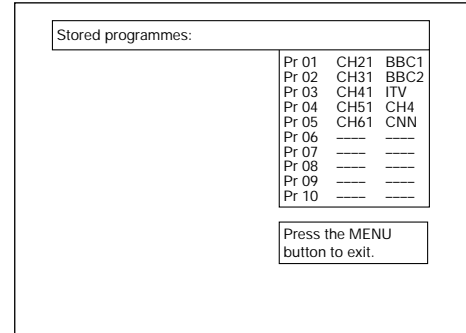 Stored programmes:
Pr 01 CH21 BBC1
Pr 02 CH31 BBC2
Pr 03 CH41 ITV
Pr 04 CH51 CH4
Pr 05 CH61 CNN
Pr 06 –––– ––––
Pr 07 –––– ––––
Pr 08 –––– ––––
Pr 09 –––– ––––
Pr 10 –––– ––––
Press the MENU
button to exit.